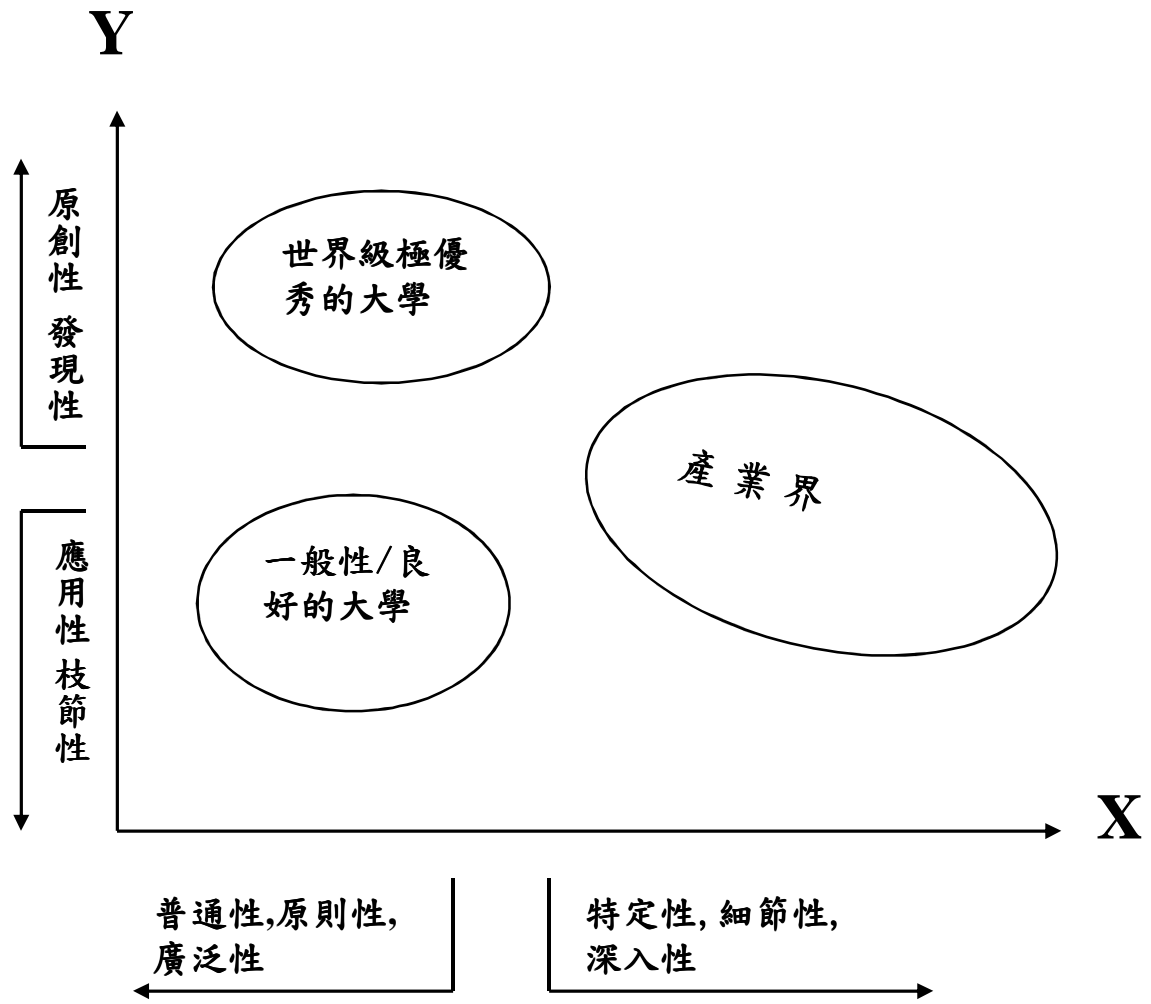 Y
原創性 發現性
應用性 枝節性
世界級極優
秀的大學
產業界
一般性/良
好的大學
X
普通性,原則性,
廣泛性
特定性, 細節性,
深入性